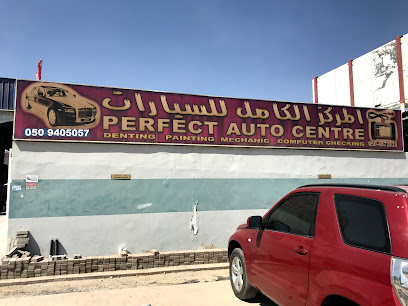 المركز الكامل للسيارات
PERFECT AUTO CENTRE
050 9405057
DENTING PAINTING MECHANIC COMPUTER CHECKING